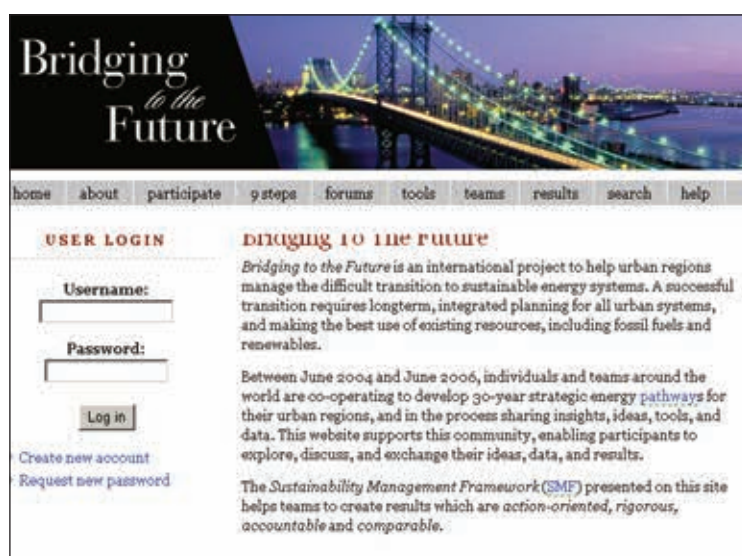 Bridging
to the
Future
home about participate 9 steps forums tools teams results search help
USER LOGIN
Username:
Password:
Log in
Create new account
Request new password
Bridging To The Future
Bridging to the Future is an international project to help urban regions
manage the difficult transition to sustainable energy systems. A successful
transition requires longterm, integrated planning for all urban systems,
and making the best use of existing resources, including fossil fuels and
renewables.
Between June 2004 and June 2006, individuals and teams around the
world are co-operating to develop 30-year strategic energy pathways for
their urban regions, and in the process sharing insights, ideas, tools, and
data. This website supports this community, enabling participants to
explore, discuss, and exchange their ideas, data, and results.
The Sustainability Management Framework (SMF) presented on this site
helps teams to create results which are action-oriented, rigorous,
accountable and comparable.